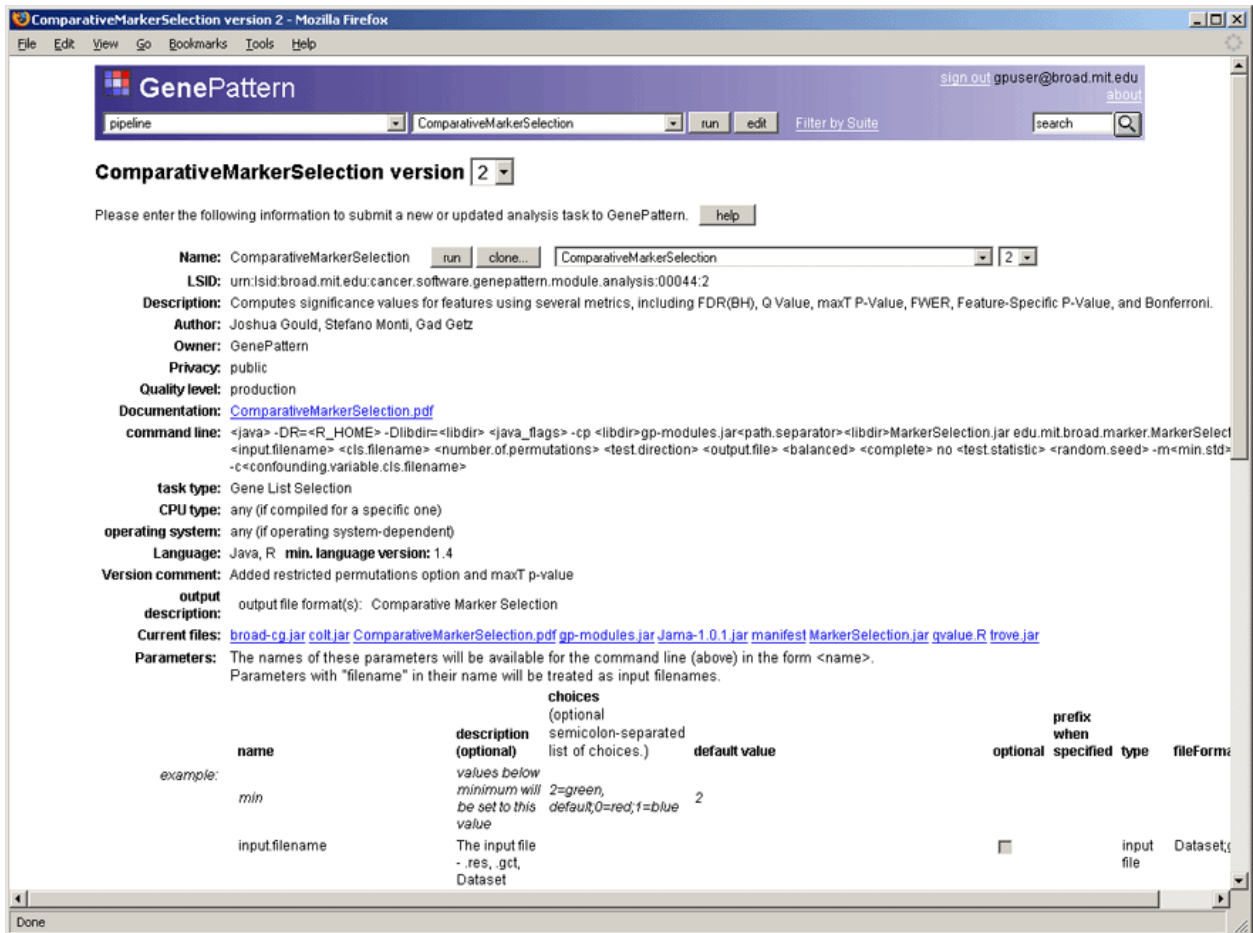 ComparativeMarkerSelection version 2 - Mozilla Firefox
File Edit View Go Bookmarks Tools Help
GenePattern
sign out gpuser@broad.mit.edu
about
pipeline ComparativeMarkerSelection run edit Filter by Suite search
ComparativeMarkerSelection version 2
Please enter the following information to submit a new or updated analysis task to GenePattern. help
Name: ComparativeMarkerSelection run clone... ComparativeMarkerSelection 2
LSID: urn:lsid:broad.mit.edu:cancer.software.genepattern.module.analysis:00044:2
Description: Computes significance values for features using several metrics, including FDR(BH), Q Value, maxT P-Value, FWER, Feature-Specific P-Value, and Bonferroni.
Author: Joshua Gould, Stefano Monti, Gad Getz
Owner: GenePattern
Privacy: public
Quality level: production
Documentation: ComparativeMarkerSelection.pdf
command line: <java> -DR=<R_HOME> -Dlibdir=<libdir> <java_flags> -cp <libdir>gp-modules.jar<path.separator><libdir>MarkerSelection.jar edu.mit.broad.marker.MarkerSelect
<input.filename> <cls.filename> <number.of.permutations> <test.direction> <output.file> <balanced> <complete> no <test.statistic> <random.seed> -m<min.std>
-c<confounding.variable.cls.filename>
task type: Gene List Selection
CPU type: any (if compiled for a specific one)
operating system: any (if operating system-dependent)
Language: Java, R min. language version: 1.4
Version comment: Added restricted permutations option and maxT p-value
output description: output file format(s): Comparative Marker Selection
Current files: broad-cg.jar colt.jar ComparativeMarkerSelection.pdf gp-modules.jar Jama-1.0.1.jar manifest MarkerSelection.jar qvalue.R trove.jar
Parameters: The names of these parameters will be available for the command line (above) in the form <name>.
Parameters with "filename" in their name will be treated as input filenames.
name
description
(optional)
choices
(optional
semicolon-separated
list of choices.)
default value
optional
prefix
when
specified
type
fileForma
example:
min
values below
minimum will
be set to this
value
2=green,
default;0=red;1=blue
2
input.filename
The input file
- .res, .gct,
Dataset
input
file
Dataset;g
Done